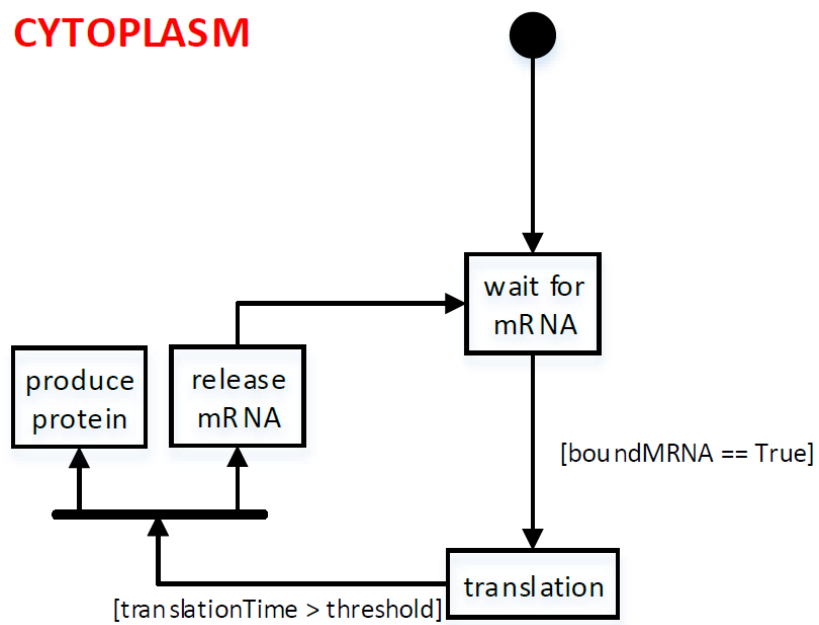 CYTOPLASM
wait for
mRNA
produce
protein
release
mRNA
[boundMRNA == True]
translation
[translationTime > threshold]